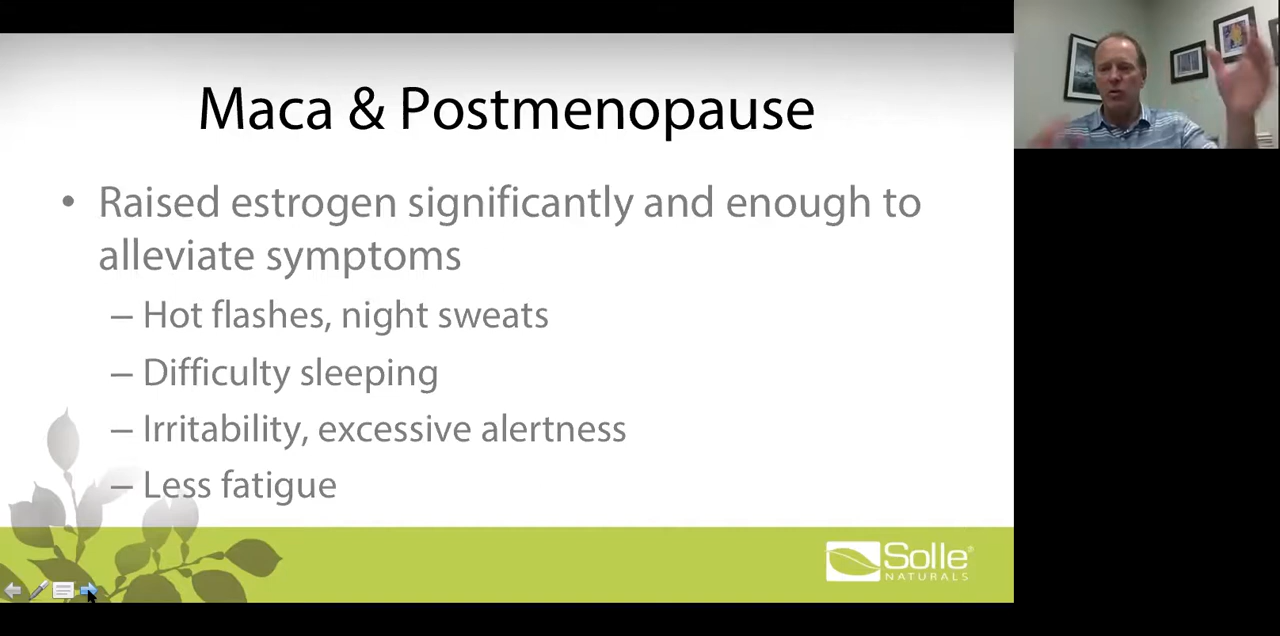 Maca & Postmenopause
• Raised estrogen significantly and enough to
alleviate symptoms
– Hot flashes, night sweats
– Difficulty sleeping
– Irritability, excessive alertness
– Less fatigue
Solle®
NATURALS